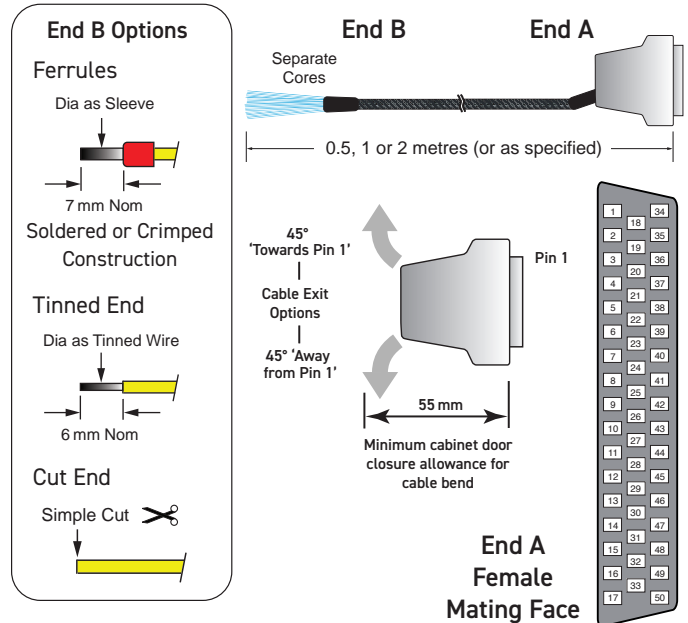 End B Options
Ferrules
Dia as Sleeve
7 mm Nom
Soldered or Crimped
Construction
Tinned End
Dia as Tinned Wire
6 mm Nom
Cut End
Simple Cut
End B
End A
Separate
Cores
0.5, 1 or 2 metres (or as specified)
45°
'Towards Pin 1'
Cable Exit
Options
45° 'Away
from Pin 1'
Pin 1
55 mm
Minimum cabinet door
closure allowance for
cable bend
End A
Female
Mating Face
1
18
34
2
19
35
3
20
36
4
21
37
5
22
38
6
23
39
7
24
40
8
25
41
9
26
42
10
27
43
11
28
44
12
29
45
13
30
46
14
31
47
15
32
48
16
33
49
17
50